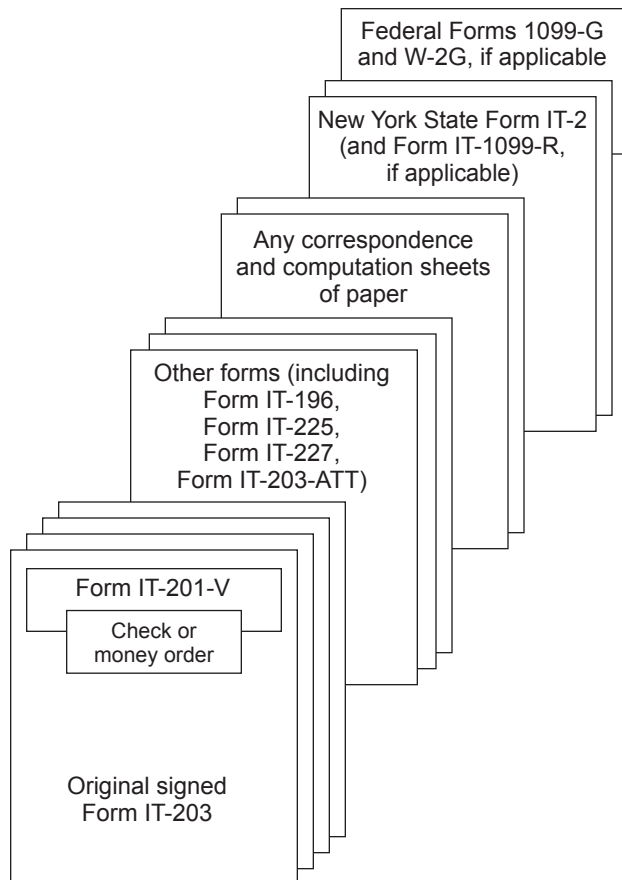 Federal Forms 1099-G
and W-2G, if applicable
New York State Form IT-2
(and Form IT-1099-R,
if applicable)
Any correspondence
and computation sheets
of paper
Other forms (including
Form IT-196,
Form IT-225,
Form IT-227,
Form IT-203-ATT)
Form IT-201-V
Check or
money order
Original signed
Form IT-203